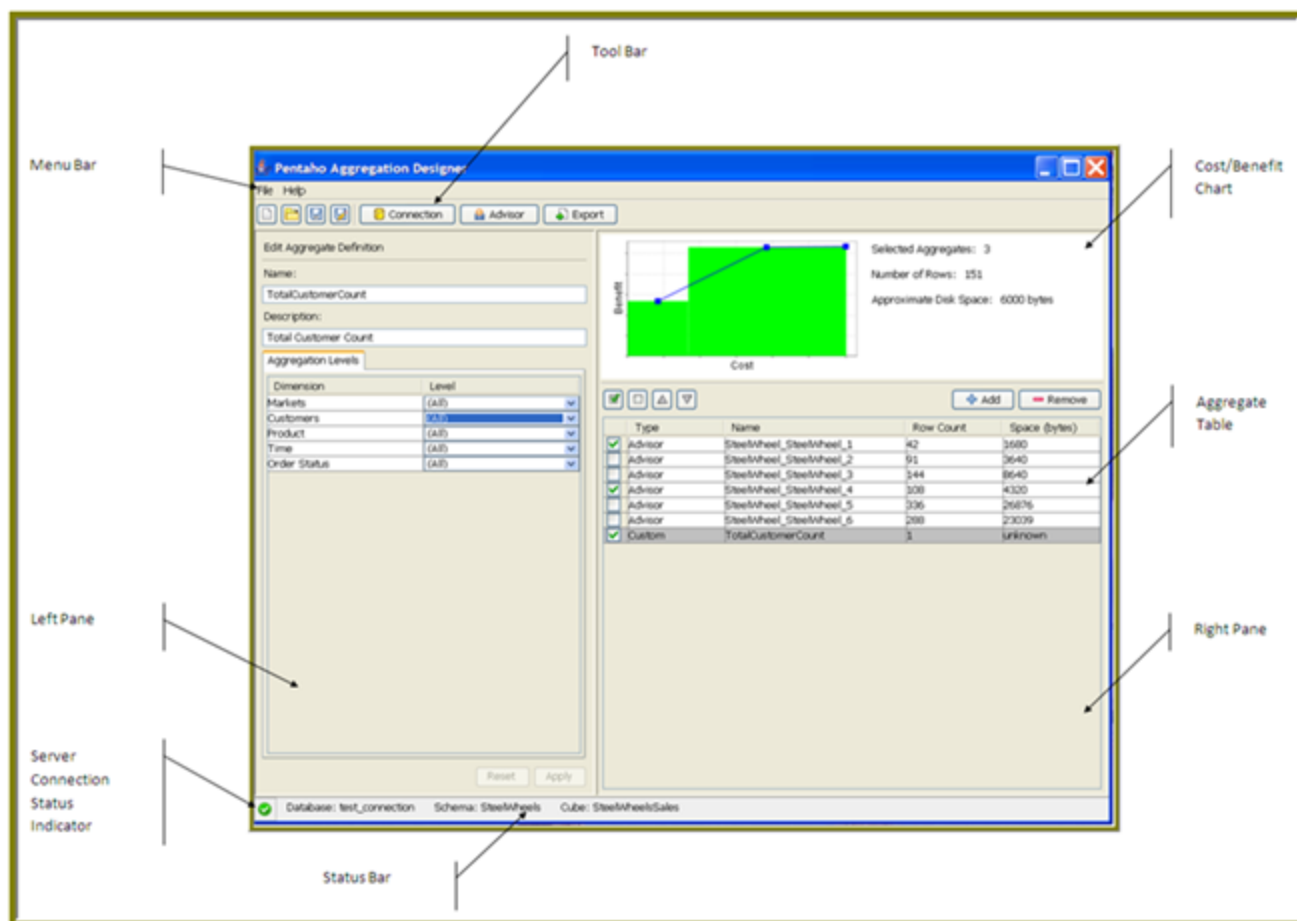 Tool Bar
Menu Bar
Cost/Benefit
Chart
Pentaho Aggregation Designer
File Help
Connection Advisor Export
Edit Aggregate Definition
Name:
TotalCustomerCount
Description:
Total Customer Count
Aggregation Levels
Dimension Level
Markets (All)
Customers (All)
Product (All)
Time (All)
Order Status (All)
Reset Apply
Benefit
Cost
Selected Aggregates: 3
Number of Rows: 151
Approximate Disk Space: 6000 bytes
Add Remove
Type Name Row Count Space (bytes)
Advisor SteelWheel_SteelWheel_1 42 1680
Advisor SteelWheel_SteelWheel_2 91 3640
Advisor SteelWheel_SteelWheel_3 144 8640
Advisor SteelWheel_SteelWheel_4 108 4320
Advisor SteelWheel_SteelWheel_5 336 26876
Advisor SteelWheel_SteelWheel_6 288 23039
Custom TotalCustomerCount 1 unknown
Aggregate
Table
Left Pane
Right Pane
Server
Connection
Status
Indicator
Database: test_connection Schema: SteelWheels Cube: SteelWheelsSales
Status Bar